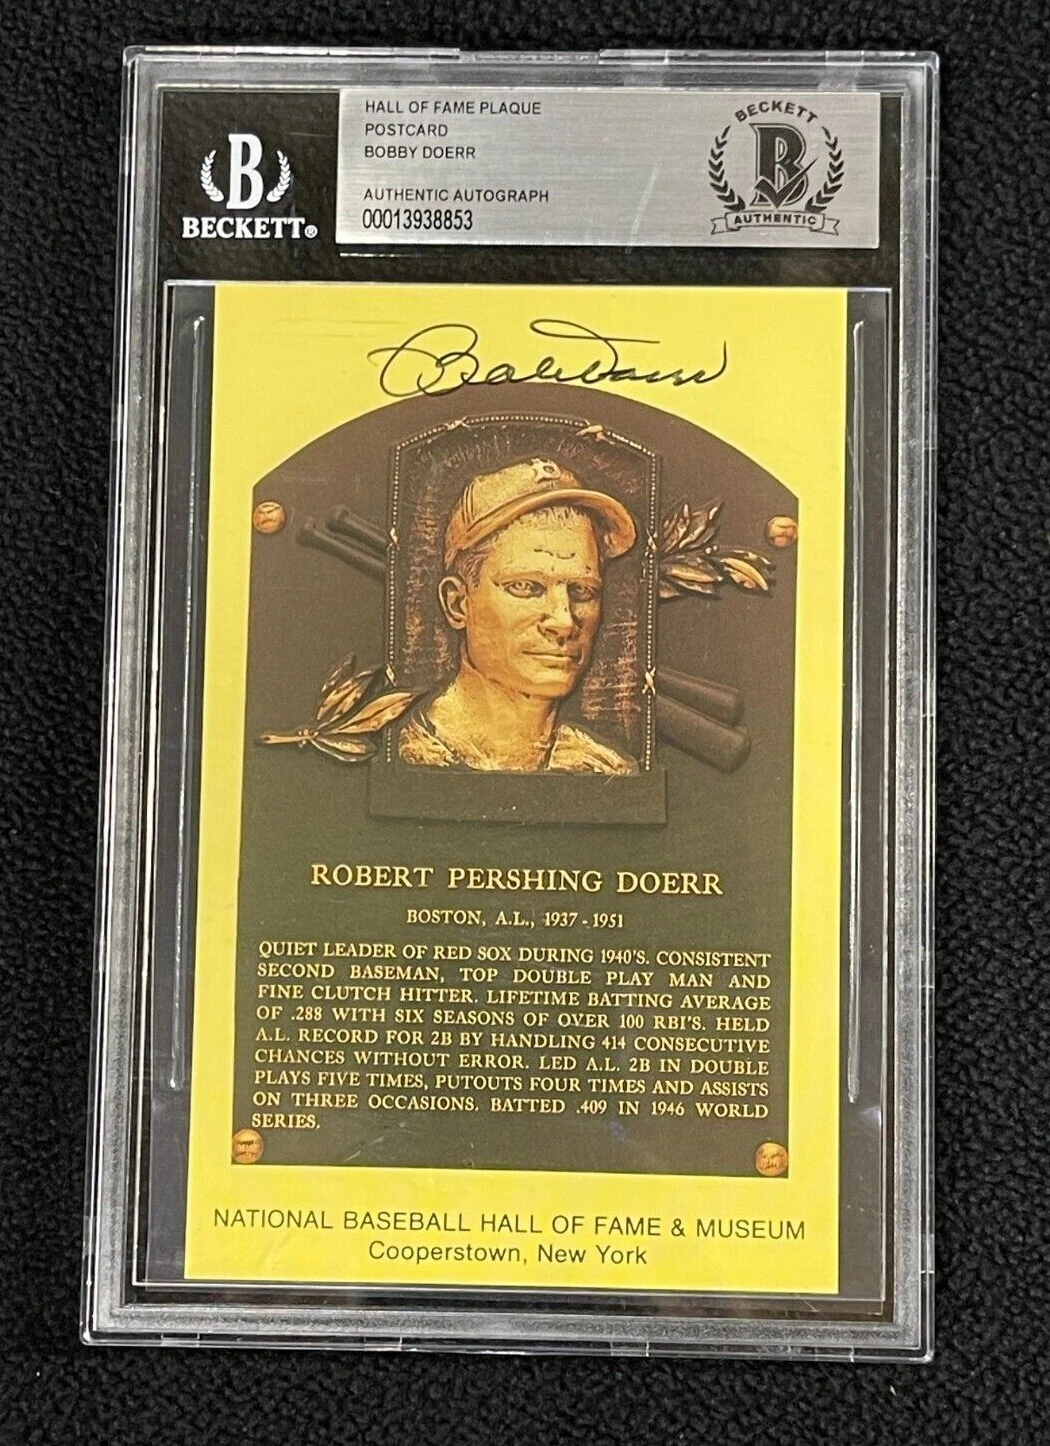 HALL OF FAME PLAQUE
POSTCARD
BOBBY DOERR
AUTHENTIC AUTOGRAPH
00013938853
B
BECKETT®
BECKETT
B
AUTHENTIC
Bob Doerr
B
ROBERT PERSHING DOERR
BOSTON, A.L., 1937-1951
QUIET LEADER OF RED SOX DURING 1940'S. CONSISTENT
SECOND BASEMAN, TOP DOUBLE PLAY MAN AND
FINE CLUTCH HITTER. LIFETIME BATTING AVERAGE
OF .288 WITH SIX SEASONS OF OVER 100 RBI'S. HELD
A.L. RECORD FOR 2B BY HANDLING 414 CONSECUTIVE
CHANCES WITHOUT ERROR. LED A.L. 2B IN DOUBLE
PLAYS FIVE TIMES, PUTOUTS FOUR TIMES AND ASSISTS
ON THREE OCCASIONS. BATTED .409 IN 1946 WORLD
SERIES.
NATIONAL BASEBALL HALL OF FAME & MUSEUM
Cooperstown, New York